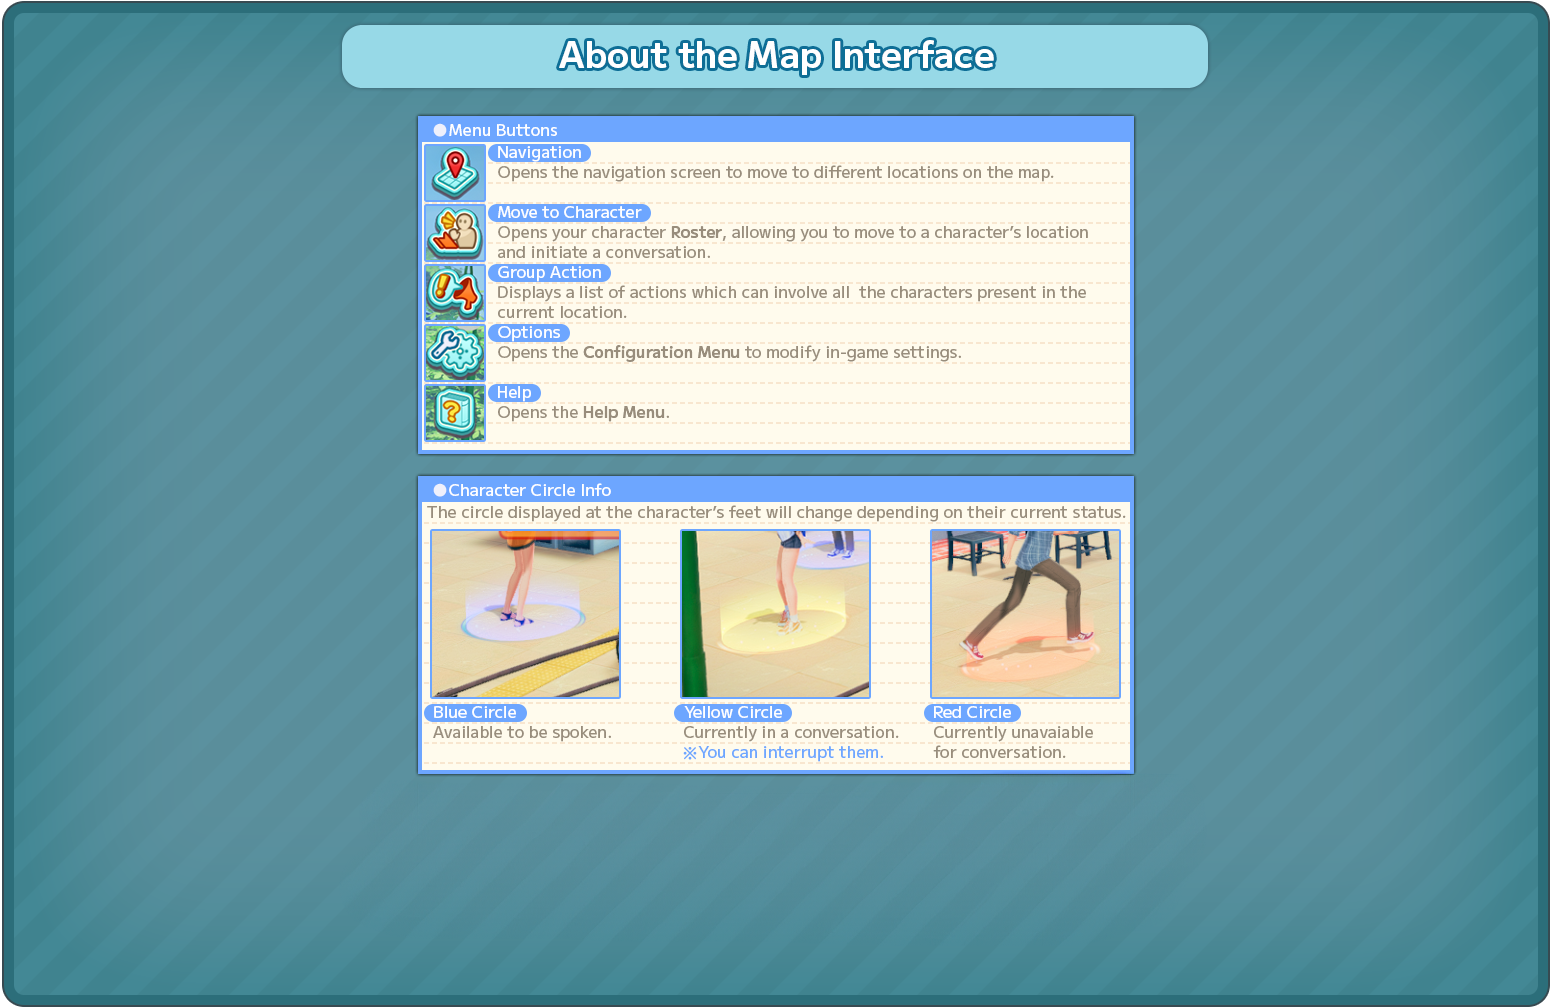 About the Map Interface
●Menu Buttons
Navigation
Opens the navigation screen to move to different locations on the map.
Move to Character
Opens your character Roster, allowing you to move to a character's location
and initiate a conversation.
Group Action
Displays a list of actions which can involve all  the characters present in the
current location.
Options
Opens the Configuration Menu to modify in-game settings.
Help
Opens the Help Menu.
●Character Circle Info
The circle displayed at the character's feet will change depending on their current status.
Blue Circle
Available to be spoken.
Yellow Circle
Currently in a conversation.
※You can interrupt them.
Red Circle
Currently unavaiable
for conversation.